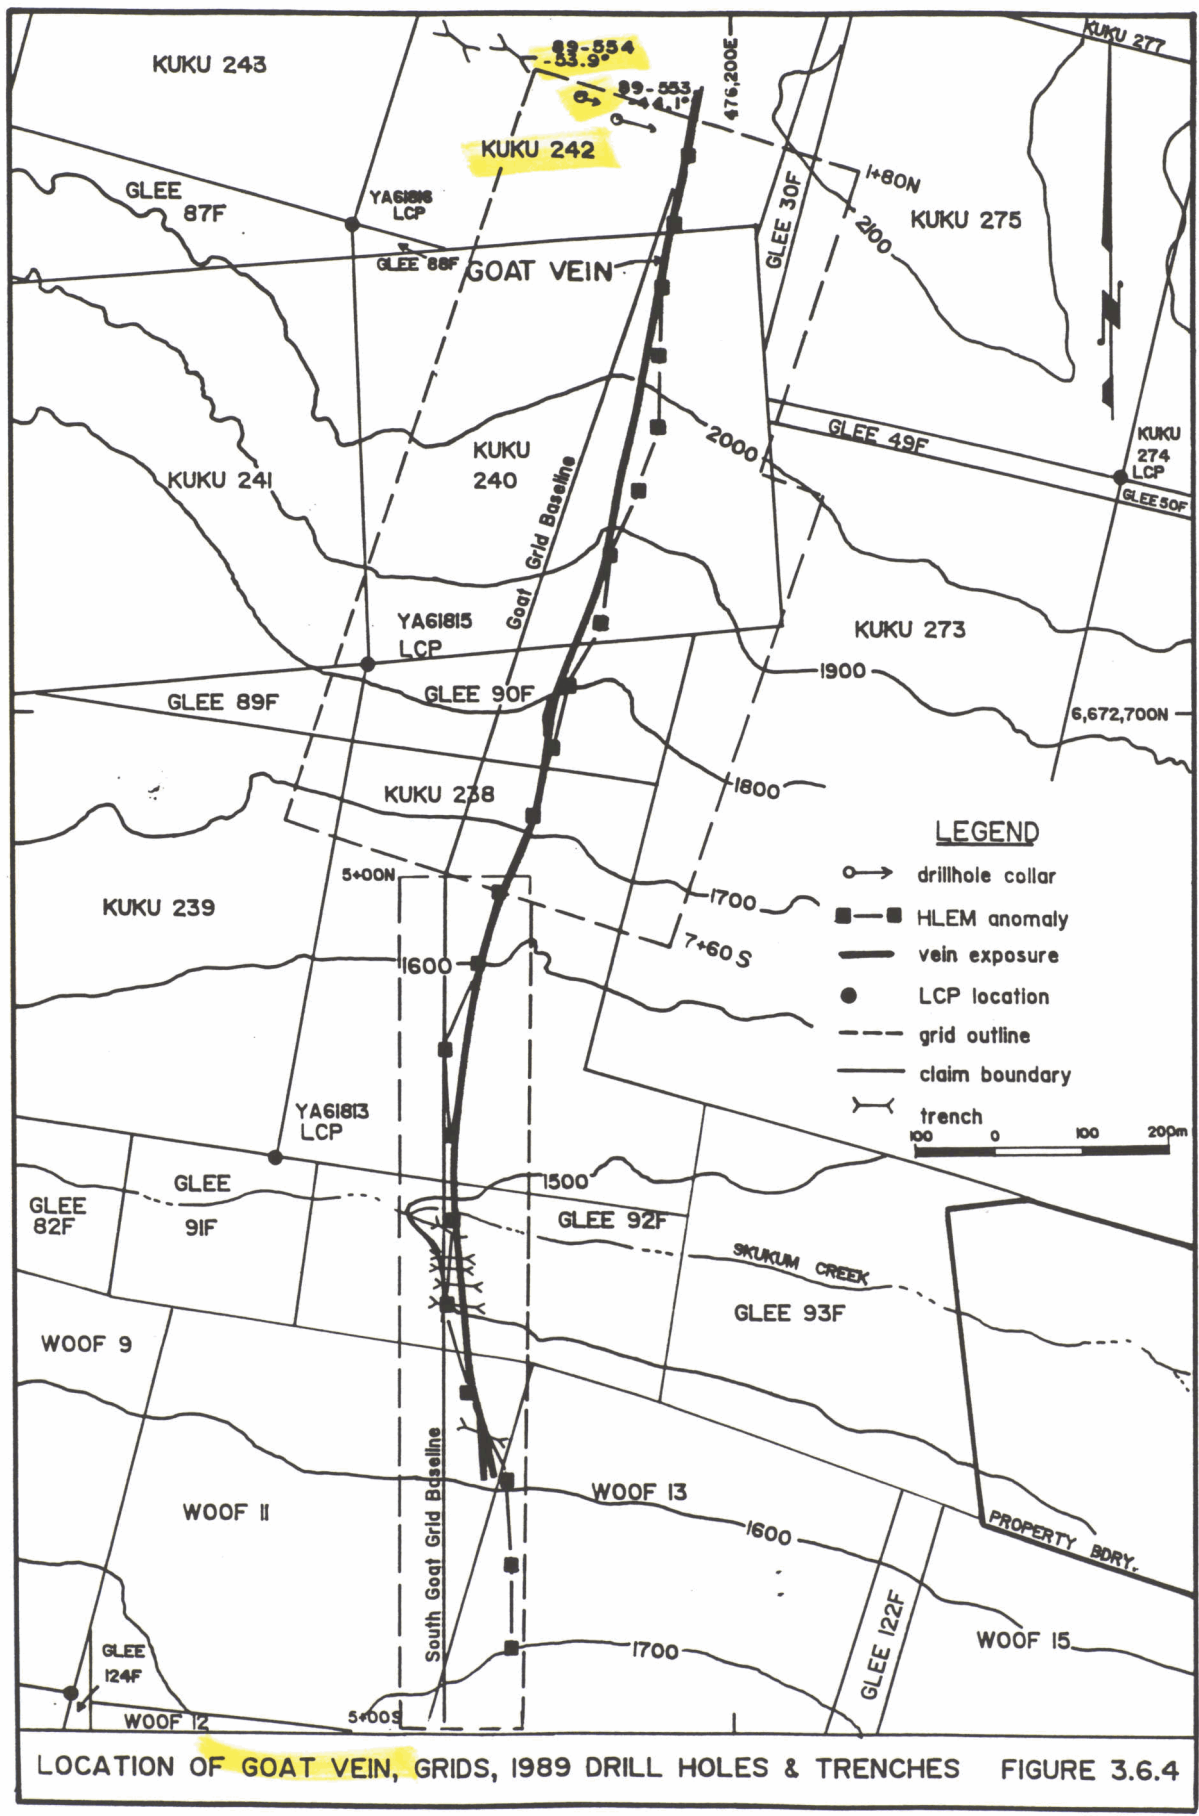 KUKU 277
KUKU 243
89-554
-53.9°
476,200E
89-553
-44.1°
KUKU 242
1+80N
GLEE
87F
YA61816
LCP
GLEE 30F
KUKU 275
2100
GLEE 88F
GOAT VEIN
2000
GLEE 49F
KUKU
274
LCP
GLEE 50F
KUKU
240
KUKU 241
Goat Grid Baseline
YA61815
LCP
KUKU 273
1900
GLEE 89F
GLEE 90F
6,672,700N
1800
KUKU 238
LEGEND
drillhole collar
HLEM anomaly
vein exposure
LCP location
grid outline
claim boundary
trench
100 0 100 200m
5+00N
1700
KUKU 239
7+60 S
1600
YA61813
LCP
GLEE
91F
GLEE
82F
1500
GLEE 92F
SKUKUM CREEK
GLEE 93F
WOOF 9
WOOF 11
South Goat Grid Baseline
WOOF 13
1600
PROPERTY BDRY.
GLEE 122F
WOOF 15
GLEE
124F
1700
WOOF 12
5+00S
LOCATION OF GOAT VEIN, GRIDS, 1989 DRILL HOLES & TRENCHES FIGURE 3.6.4